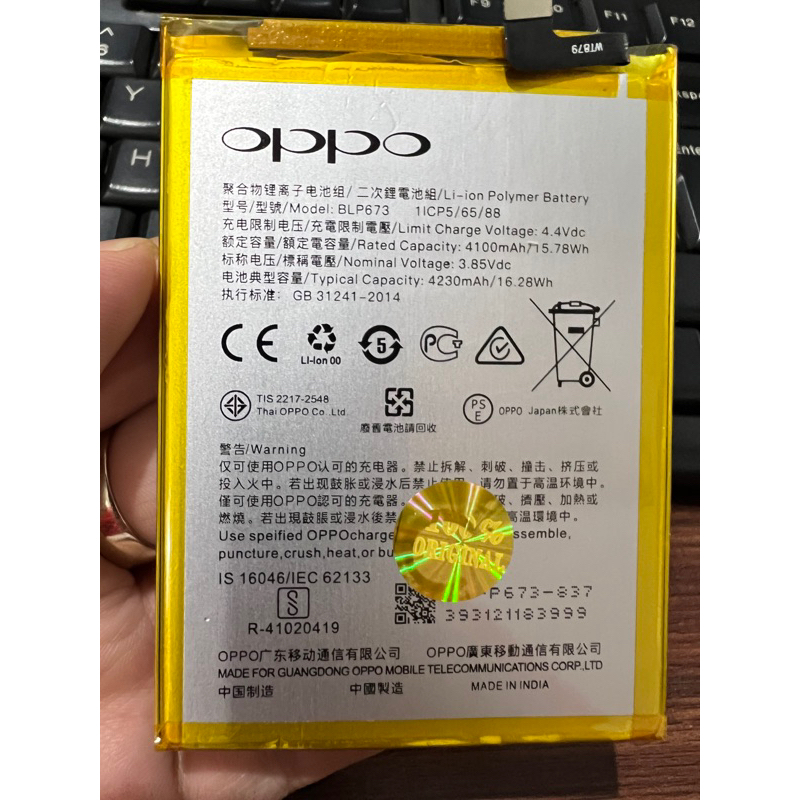 F9
F11
F12
Y
H
Enter
WT879
oppo
聚合物锂离子电池组/ 二次鋰電池組/Li-ion Polymer Battery
型号/型號/Model: BLP673 1ICP5/65/88
充电限制电压/充電限制電壓/Limit Charge Voltage: 4.4Vdc
额定容量/額定電容量/Rated Capacity: 4100mAh/15.78Wh
标称电压/標稱電壓/Nominal Voltage: 3.85Vdc
电池典型容量/Typical Capacity: 4230mAh/16.28Wh
执行标准: GB 31241-2014
CE
Li-Ion 00
5
TIS 2217-2548
Thai OPPO Co .Ltd.
廢舊電池請回收
PS
E
OPPO Japan株式會社
警告/Warning
仅可使用OPPO认可的充电器。禁止拆解、刺破、撞击、挤压或
投入火中。若出现鼓胀或浸水后禁止使用，请勿置于高温环境中。
僅可使用OPPO認可的充電器 破、擠壓、加熱或
燃燒。若出現鼓脹或浸水後禁 高溫環境中。
Use speified OPPOcharge ssemble,
puncture,crush,heat,or bu
100%
ORIGINAL
IS 16046/IEC 62133
R-41020419
P673-837
393121183999
OPPO广东移动通信有限公司 OPPO廣東移動通信有限公司
MADE FOR GUANGDONG OPPO MOBILE TELECOMMUNICATIONS CORP.,LTD
中国制造 中國製造 MADE IN INDIA